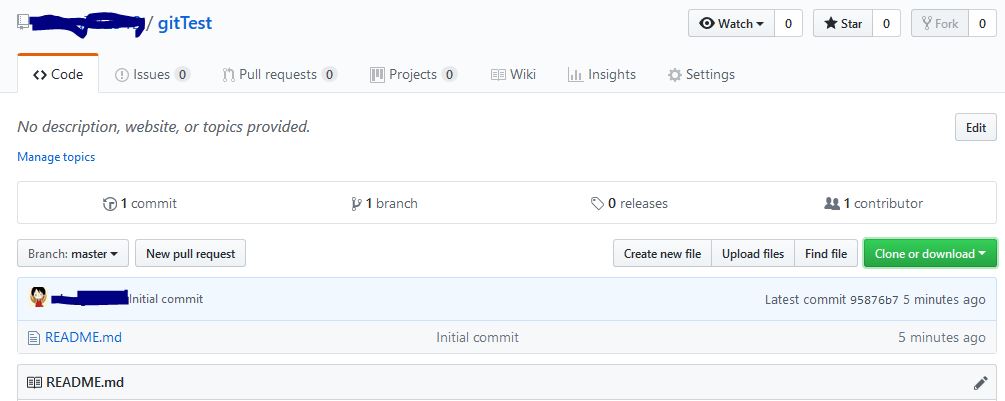 / gitTest Watch 0 Star 0 Fork 0
Code Issues 0 Pull requests 0 Projects 0 Wiki Insights Settings
No description, website, or topics provided. Edit
Manage topics
1 commit 1 branch 0 releases 1 contributor
Branch: master New pull request Create new file Upload files Find file Clone or download
Initial commit Latest commit 95876b7 5 minutes ago
README.md Initial commit 5 minutes ago
README.md